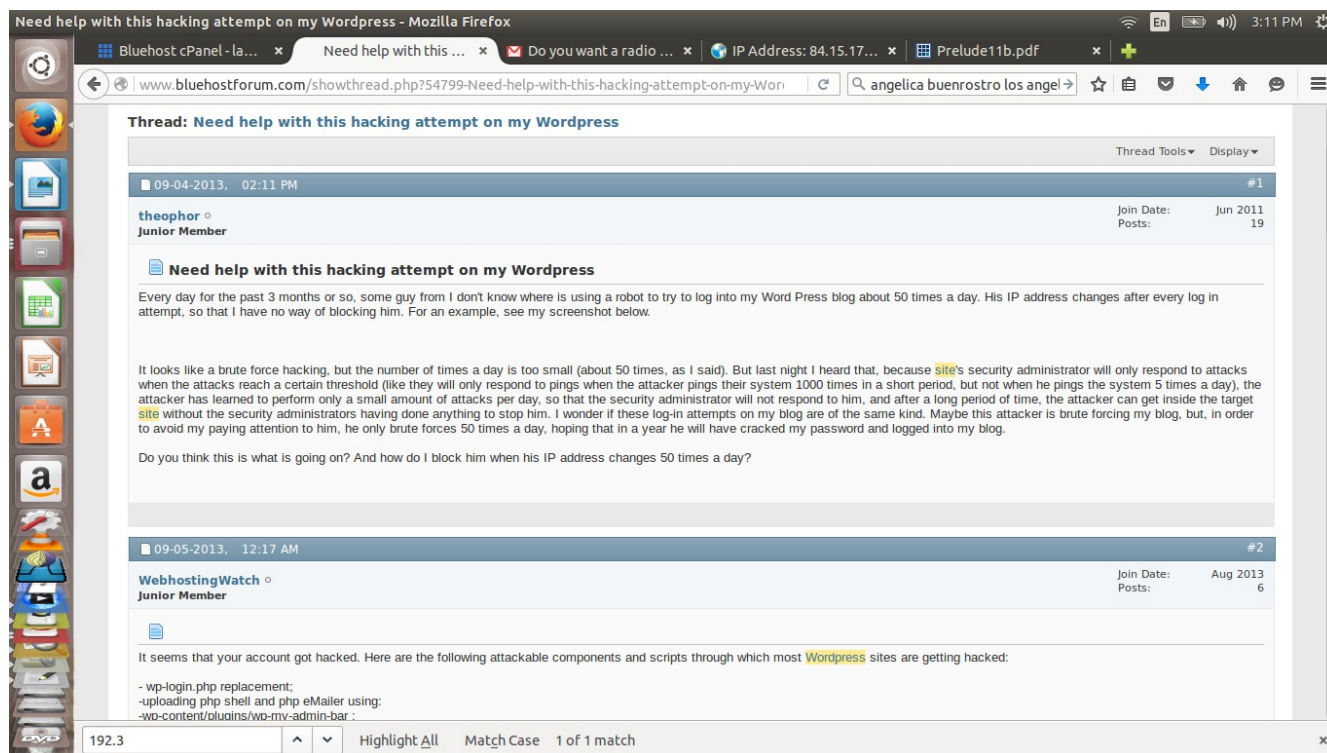 Need help with this hacking attempt on my Wordpress - Mozilla Firefox
En
3:11 PM
Bluehost cPanel - la...
Need help with this ...
Do you want a radio ...
IP Address: 84.15.17...
Prelude11b.pdf
www.bluehostforum.com/showthread.php?54799-Need-help-with-this-hacking-attempt-on-my-Wor
angelica buenrostro los angel
Thread: Need help with this hacking attempt on my Wordpress
Thread Tools Display
09-04-2013, 02:11 PM #1
theophor
Junior Member
Join Date: Jun 2011
Posts: 19
Need help with this hacking attempt on my Wordpress
Every day for the past 3 months or so, some guy from I don't know where is using a robot to try to log into my Word Press blog about 50 times a day. His IP address changes after every log in
attempt, so that I have no way of blocking him. For an example, see my screenshot below.
It looks like a brute force hacking, but the number of times a day is too small (about 50 times, as I said). But last night I heard that, because site's security administrator will only respond to attacks
when the attacks reach a certain threshold (like they will only respond to pings when the attacker pings their system 1000 times in a short period, but not when he pings the system 5 times a day), the
attacker has learned to perform only a small amount of attacks per day, so that the security administrator will not respond to him, and after a long period of time, the attacker can get inside the target
site without the security administrators having done anything to stop him. I wonder if these log-in attempts on my blog are of the same kind. Maybe this attacker is brute forcing my blog, but, in order
to avoid my paying attention to him, he only brute forces 50 times a day, hoping that in a year he will have cracked my password and logged into my blog.
Do you think this is what is going on? And how do I block him when his IP address changes 50 times a day?
09-05-2013, 12:17 AM #2
WebhostingWatch
Junior Member
Join Date: Aug 2013
Posts: 6
It seems that your account got hacked. Here are the following attackable components and scripts through which most Wordpress sites are getting hacked:
- wp-login.php replacement;
-uploading php shell and php eMailer using:
-wp-content/plugins/wp-my-admin-bar ;
192.3
Highlight All Match Case 1 of 1 match